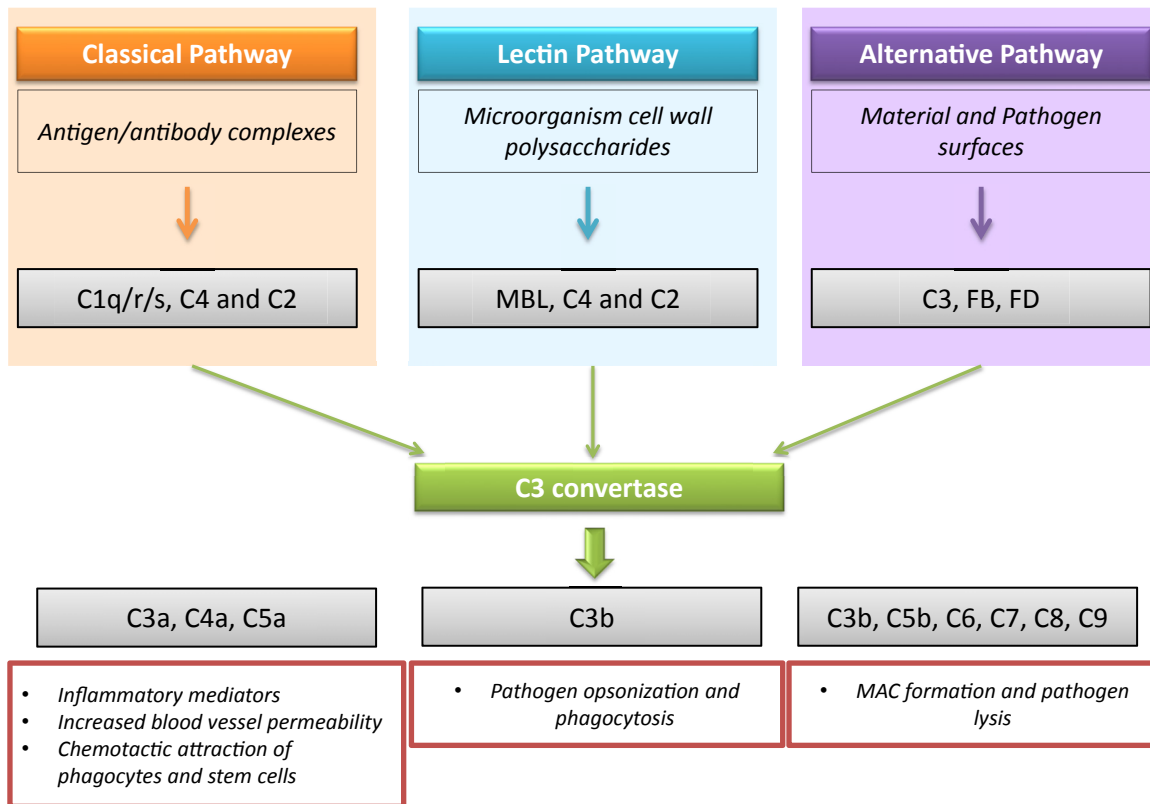 Classical Pathway
Antigen/antibody complexes
C1q/r/s, C4 and C2
Lectin Pathway
Microorganism cell wall
polysaccharides
MBL, C4 and C2
Alternative Pathway
Material and Pathogen
surfaces
C3, FB, FD
C3 convertase
C3a, C4a, C5a
• Inflammatory mediators
• Increased blood vessel permeability
• Chemotactic attraction of
phagocytes and stem cells
C3b
• Pathogen opsonization and
phagocytosis
C3b, C5b, C6, C7, C8, C9
• MAC formation and pathogen
lysis